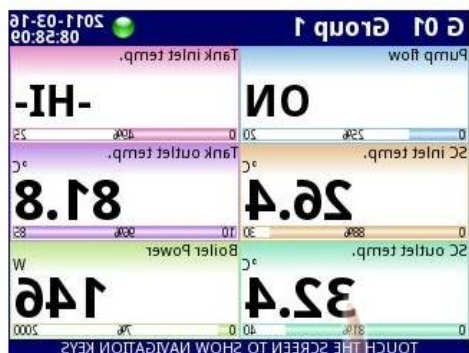 G 01 Group 1 2011-03-16
08:58:09
Pump flow
ON
0 25% 20
Tank inlet temp.
-HI-
0 49% 25
SC inlet temp.
°C
26.4
0 88% 30
Tank outlet temp.
°C
81.8
10 96% 85
SC outlet temp.
°C
32.4
0 81% 40
Boiler Power
W
146
0 7% 2000
TOUCH THE SCREEN TO SHOW NAVIGATION KEYS